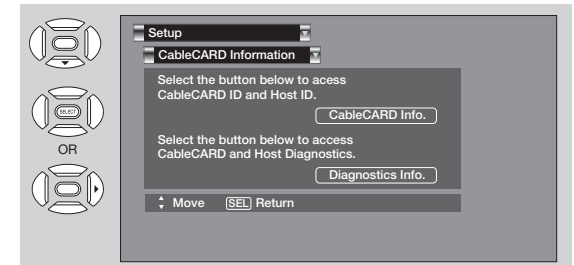 Setup
CableCARD Information
Select the button below to acess
CableCARD ID and Host ID.
CableCARD Info.
SELECT
OR
Select the button below to access
CableCARD and Host Diagnostics.
Diagnostics Info.
Move SEL Return